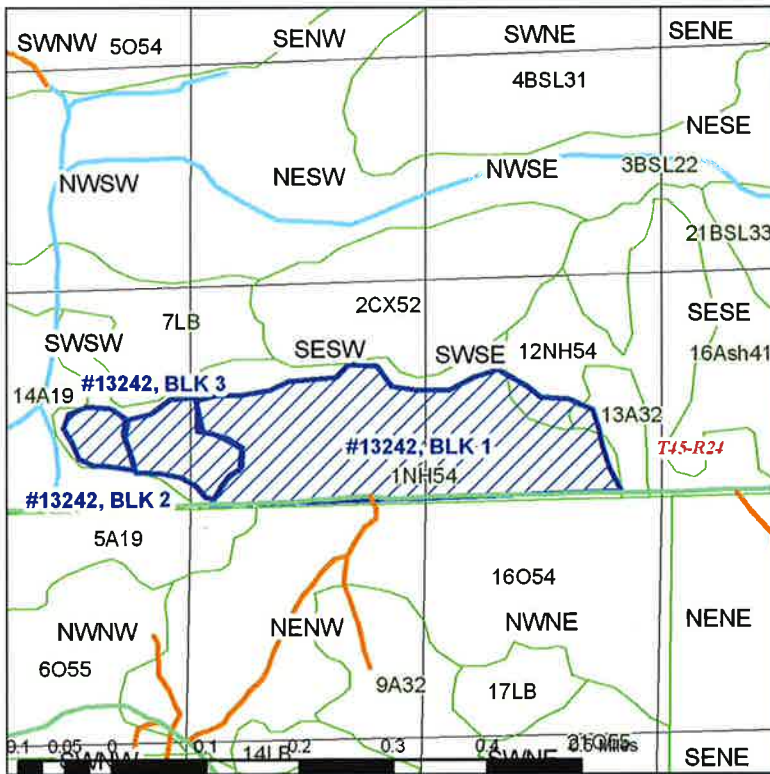 SWNW
5O54
SENW
SWNE
SENE
4BSL31
NESE
NWSW
NESW
NWSE
3BSL22
21BSL33
2CX52
7LB
SESE
SWSW
SESW
SWSE
12NH54
16Ash41
#13242, BLK 3
14A19
13A32
T45-R24
#13242, BLK 1
1NH54
#13242, BLK 2
5A19
16O54
NWNW
NENW
NWNE
NENE
6O55
9A32
17LB
0.1 0.05 0 0.1 0.2 0.3 0.4 0.5 Miles
SWNW
14LB
SWNE
SENE